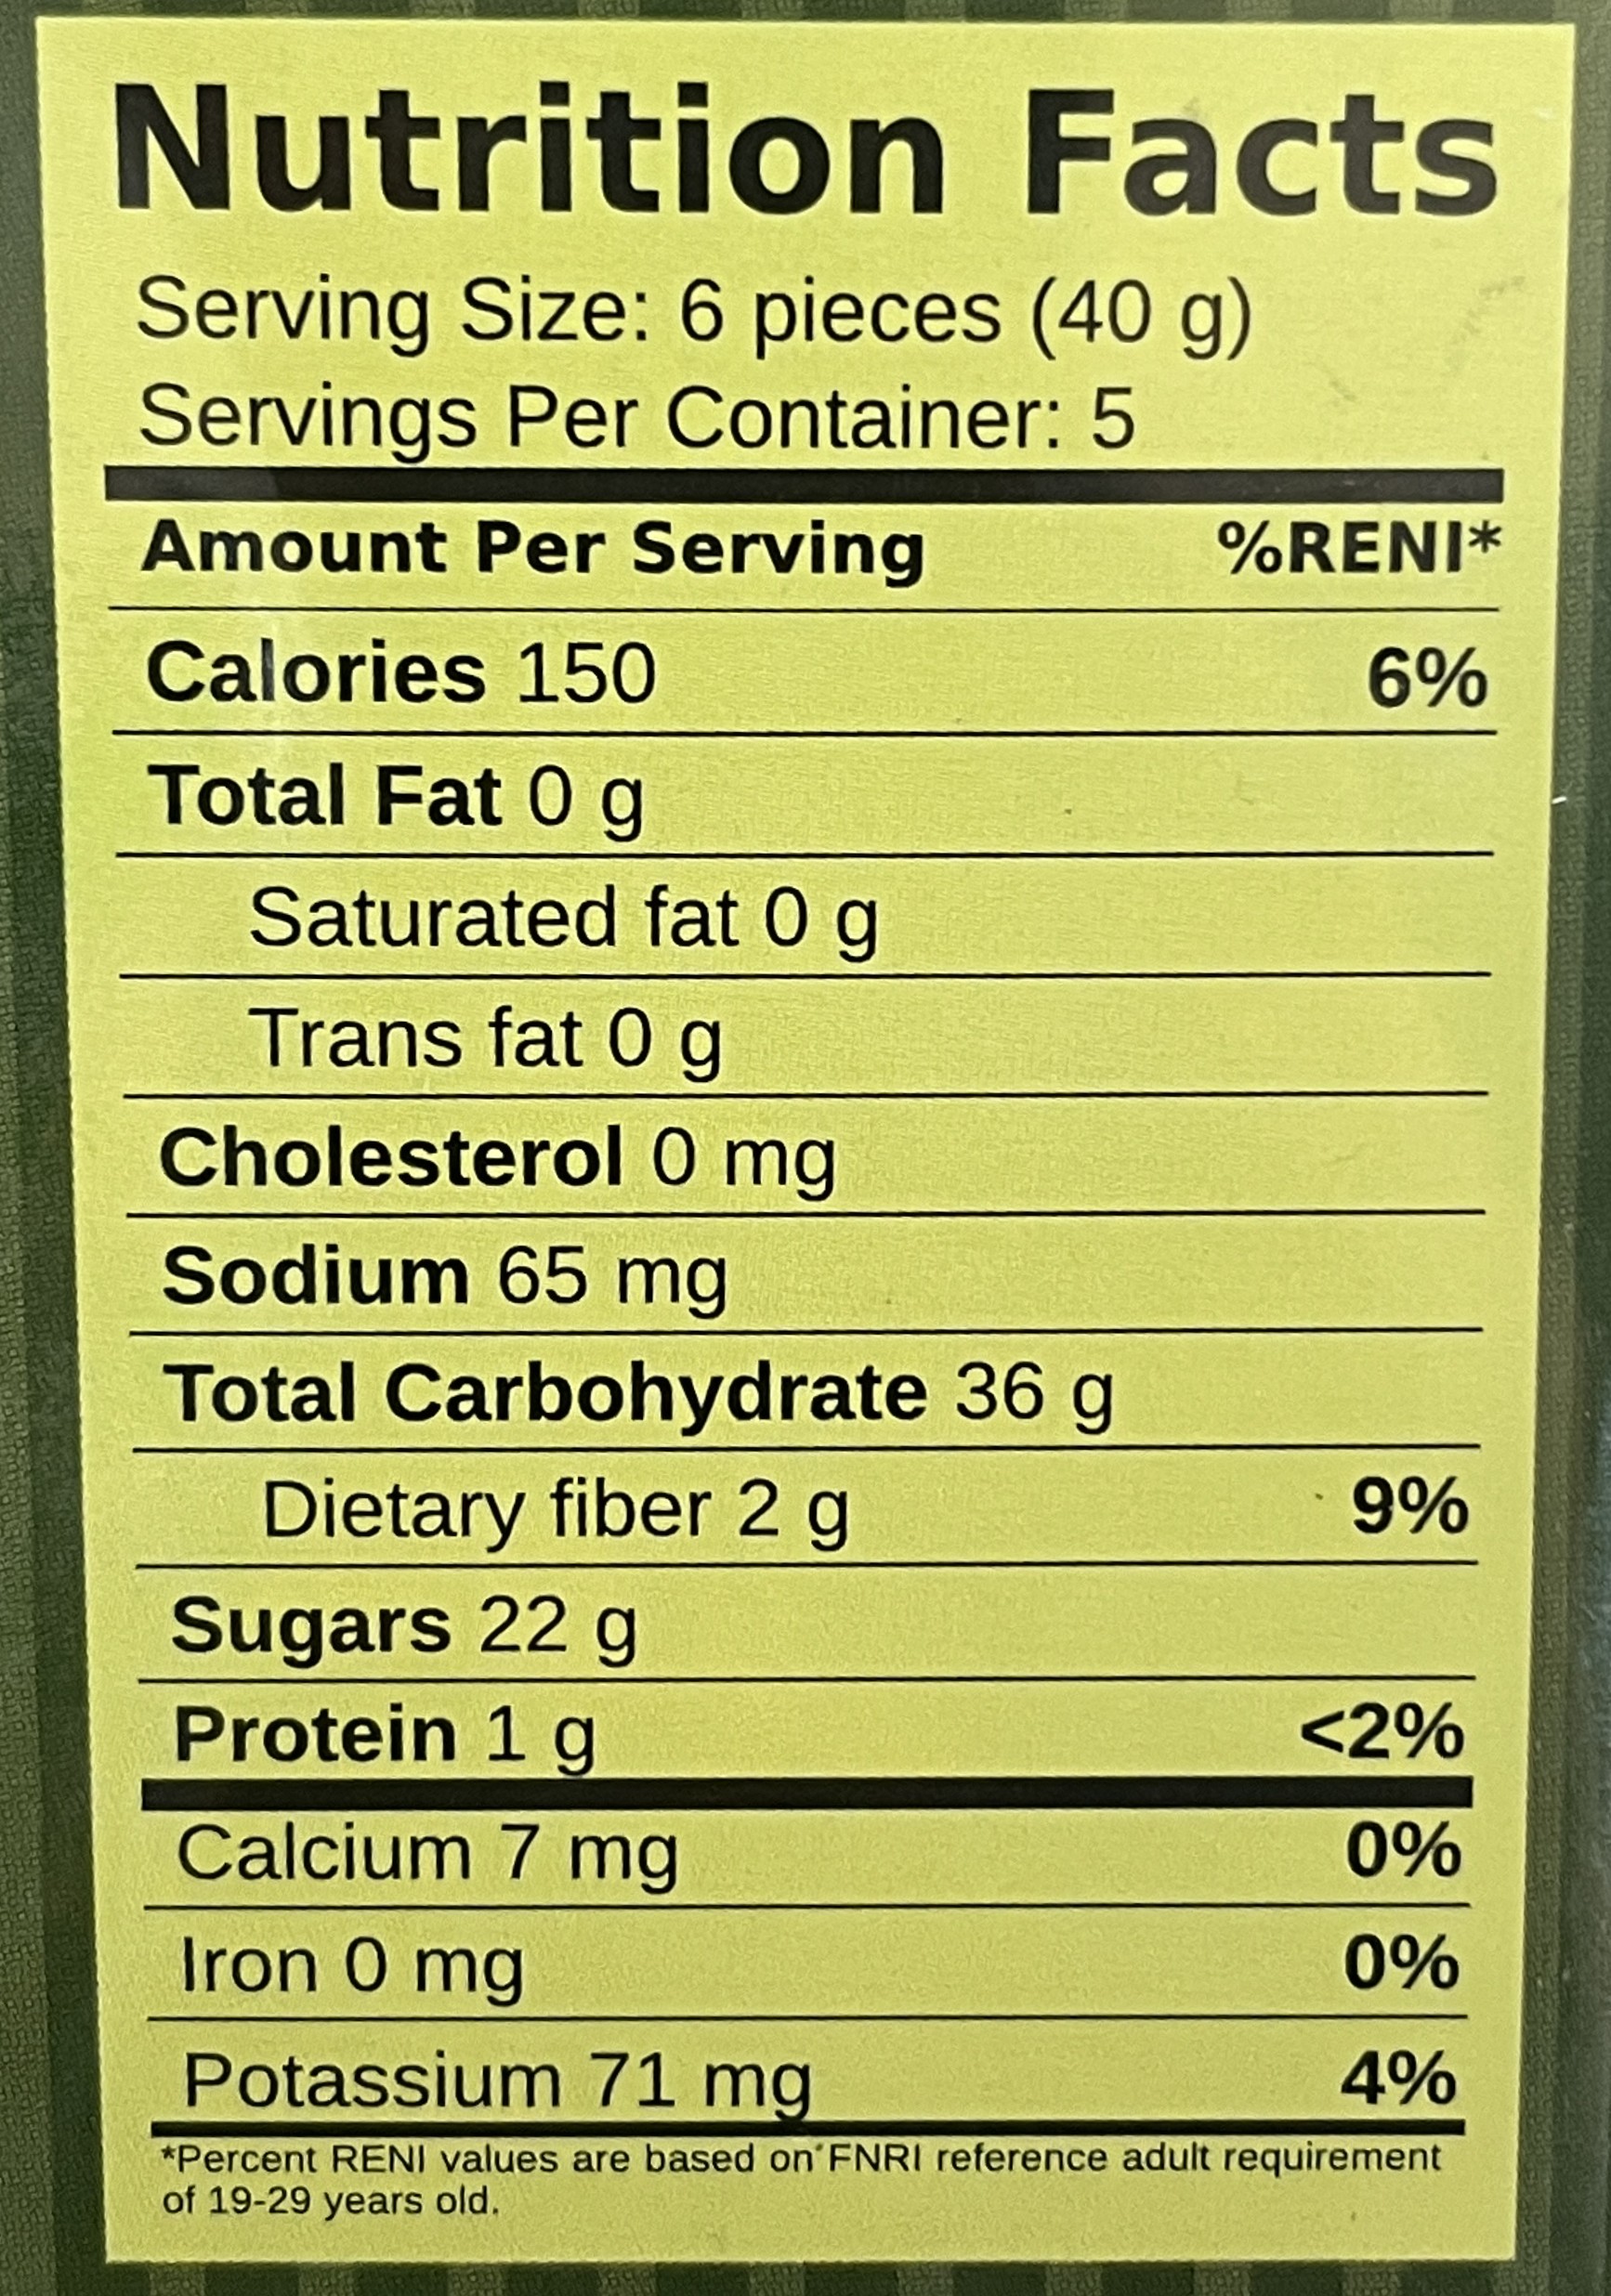 Nutrition Facts
Serving Size: 6 pieces (40 g)
Servings Per Container: 5
Amount Per Serving %RENI*
Calories 150 6%
Total Fat 0 g
Saturated fat 0 g
Trans fat 0 g
Cholesterol 0 mg
Sodium 65 mg
Total Carbohydrate 36 g
Dietary fiber 2 g 9%
Sugars 22 g
Protein 1 g <2%
Calcium 7 mg 0%
Iron 0 mg 0%
Potassium 71 mg 4%
*Percent RENI values are based on FNRI reference adult requirement
of 19-29 years old.